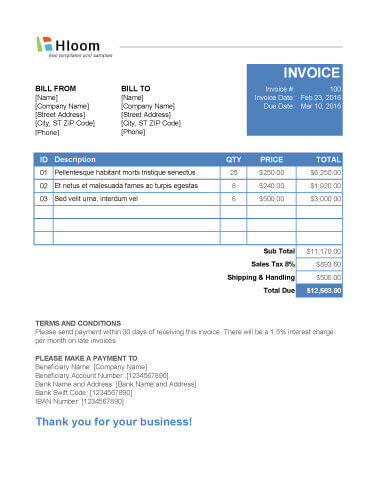 Hloom
free templates and samples
INVOICE
Invoice # 100
Invoice Date: Feb 23, 2016
Due Date: Mar 10, 2016
BILL FROM
[Name]
[Company Name]
[Street Address]
[City, ST ZIP Code]
[Phone]
BILL TO
[Name]
[Company Name]
[Street Address]
[City, ST ZIP Code]
[Phone]
ID Description QTY PRICE TOTAL
01 Pellentesque habitant morbi tristique senectus 25 $250.00 $6,250.00
02 Et netus et malesuada fames ac turpis egestas 8 $240.00 $1,920.00
03 Sed velit urna, interdum vel 6 $500.00 $3,000.00
Sub Total $11,170.00
Sales Tax 8% $893.60
Shipping & Handling $500.00
Total Due $12,563.60
TERMS AND CONDITIONS
Please send payment within 30 days of receiving this invoice. There will be a 1.5% interest charge
per month on late invoices.
PLEASE MAKE A PAYMENT TO
Beneficiary Name: [Company Name]
Beneficiary Account Number: [1234567890]
Bank Name and Address: [Bank Name and Address]
Bank Swift Code: [1234567890]
IBAN Number: [1234567890]
Thank you for your business!